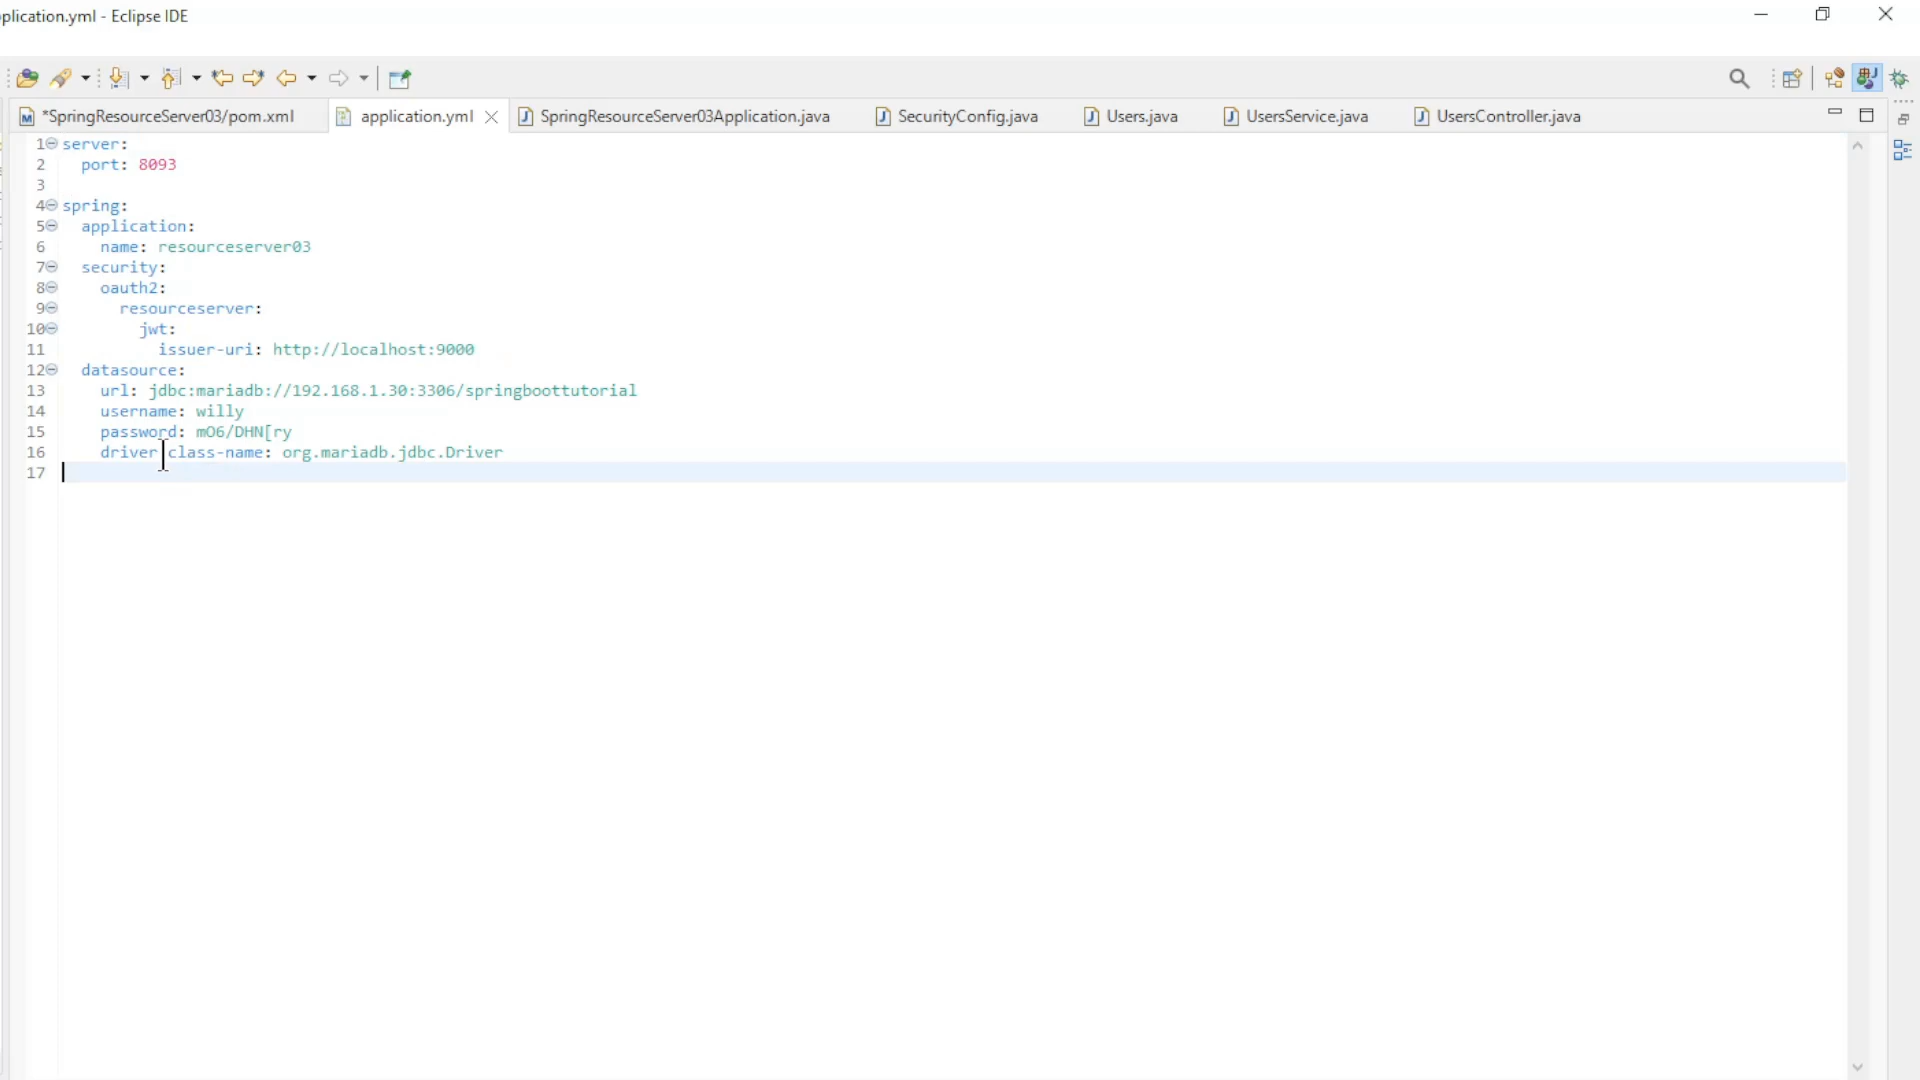 plication.yml - Eclipse IDE
*SpringResourceServer03/pom.xml application.yml SpringResourceServer03Application.java SecurityConfig.java Users.java UsersService.java UsersController.java
1 server:
2 port: 8093
3
4 spring:
5 application:
6 name: resourceserver03
7 security:
8 oauth2:
9 resourceserver:
10 jwt:
11 issuer-uri: http://localhost:9000
12 datasource:
13 url: jdbc:mariadb://192.168.1.30:3306/springboottutorial
14 username: willy
15 password: mO6/DHN[ry
16 driver class-name: org.mariadb.jdbc.Driver
17